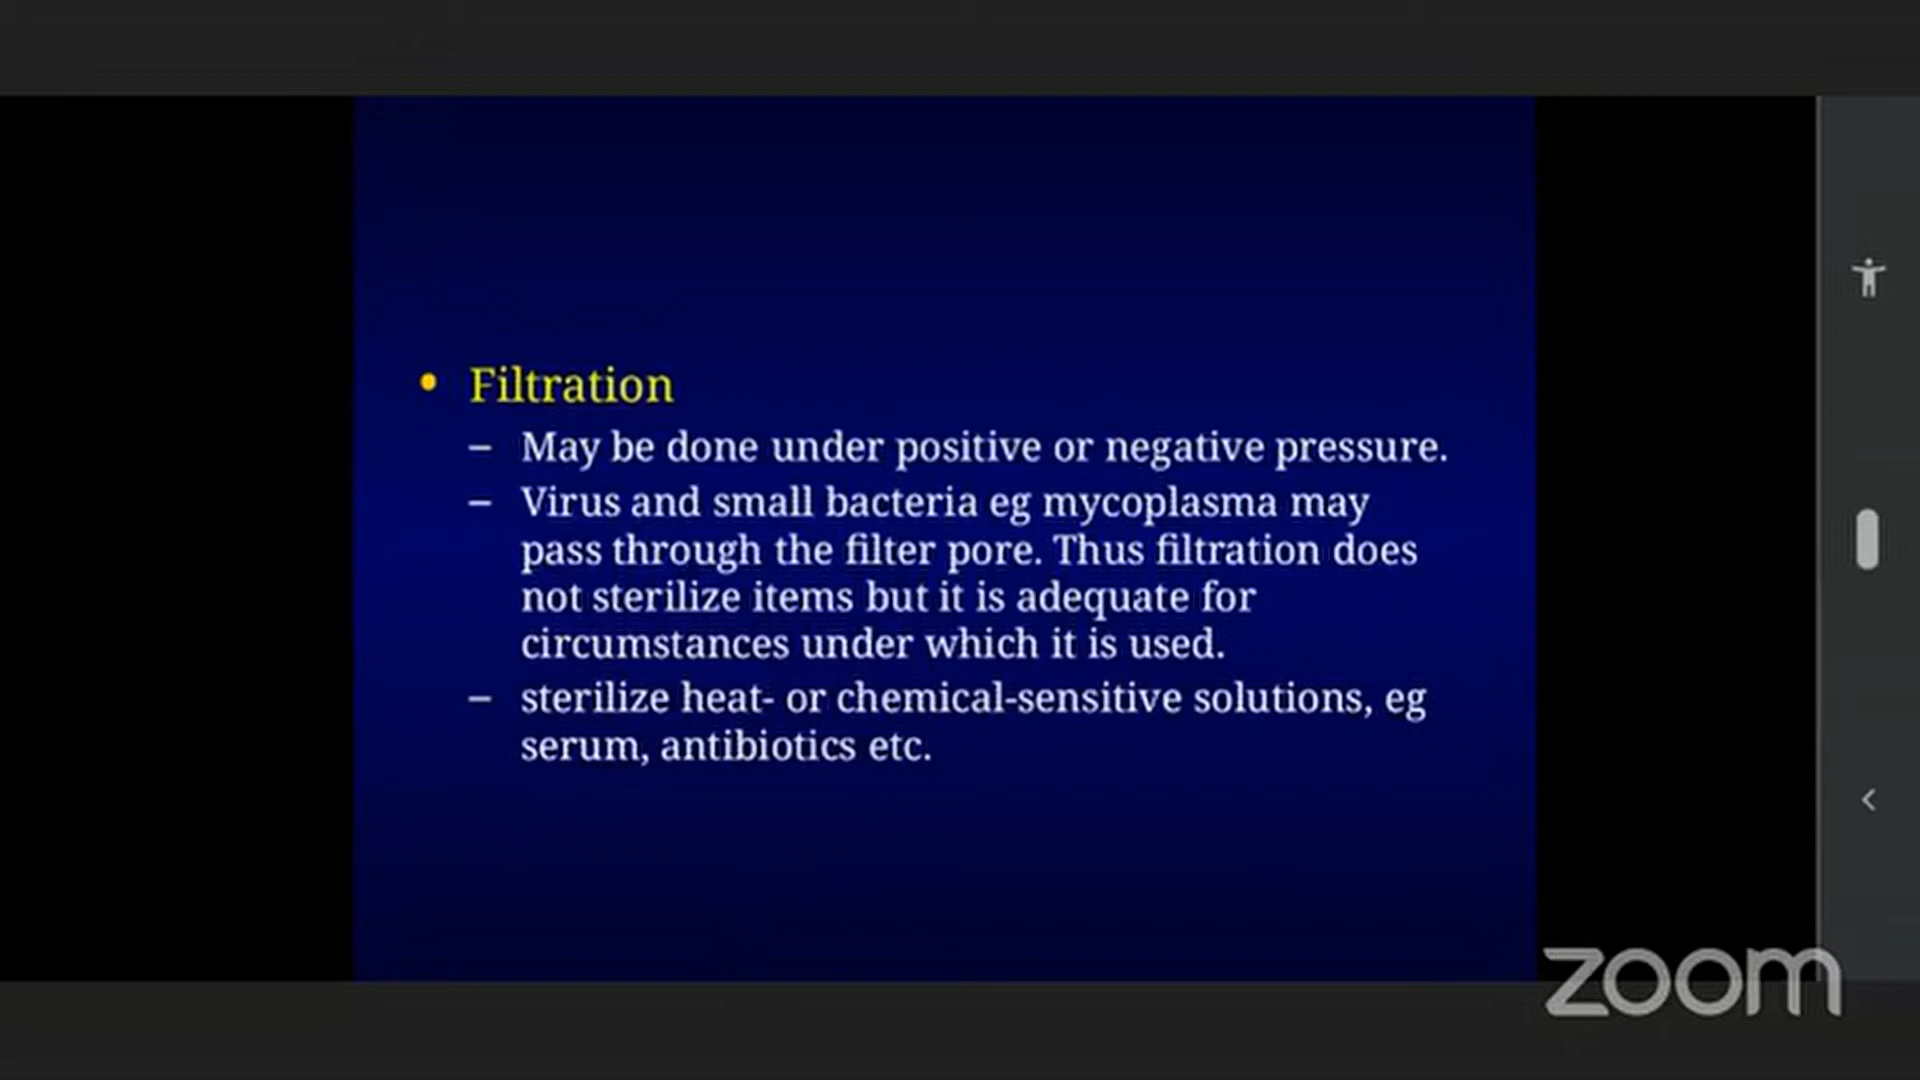 • Filtration
– May be done under positive or negative pressure.
– Virus and small bacteria eg mycoplasma may
pass through the filter pore. Thus filtration does
not sterilize items but it is adequate for
circumstances under which it is used.
– sterilize heat- or chemical-sensitive solutions, eg
serum, antibiotics etc.
zoom